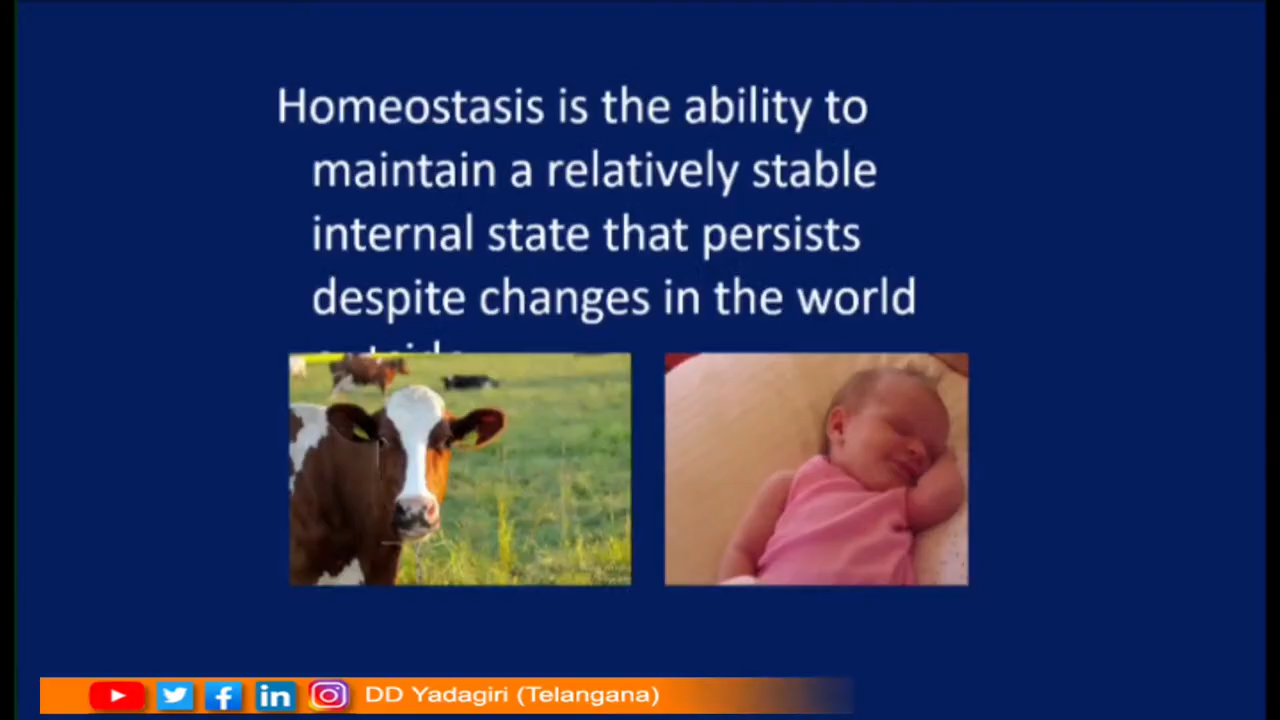 Homeostasis is the ability to
maintain a relatively stable
internal state that persists
despite changes in the world
DD Yadagiri (Telangana)